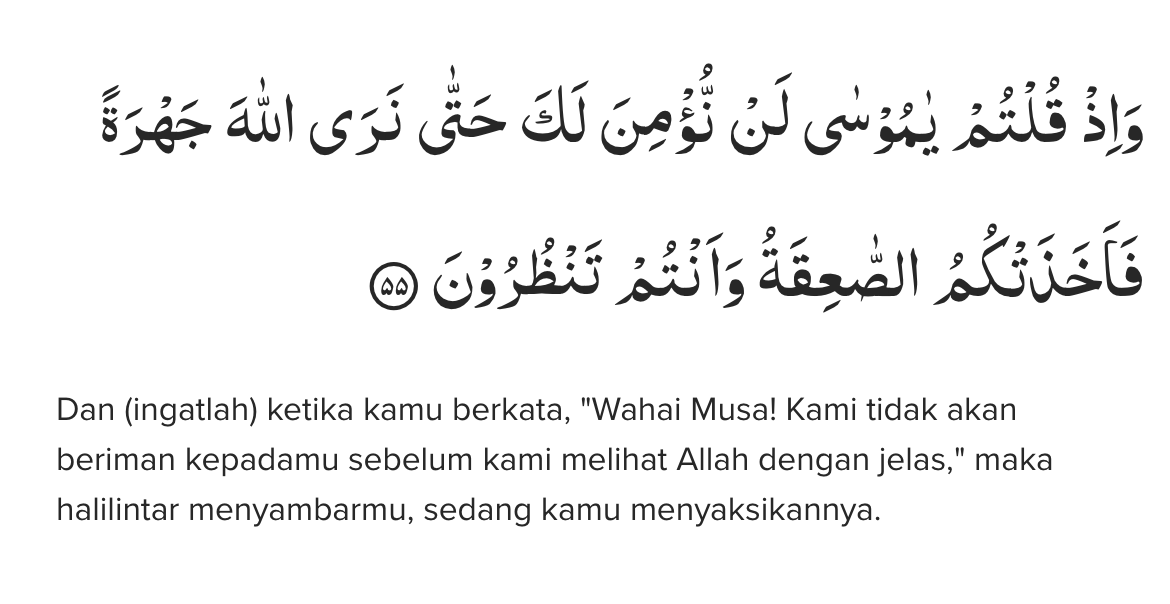 وَاِذْ قُلْتُمْ يٰمُوْسٰى لَنْ نُّؤْمِنَ لَكَ حَتّٰى نَرَى اللّٰهَ جَهْرَةً
فَاَخَذَتْكُمُ الصّٰعِقَةُ وَاَنْتُمْ تَنْظُرُوْنَ ۝٥٥
Dan (ingatlah) ketika kamu berkata, "Wahai Musa! Kami tidak akan
beriman kepadamu sebelum kami melihat Allah dengan jelas," maka
halilintar menyambarmu, sedang kamu menyaksikannya.